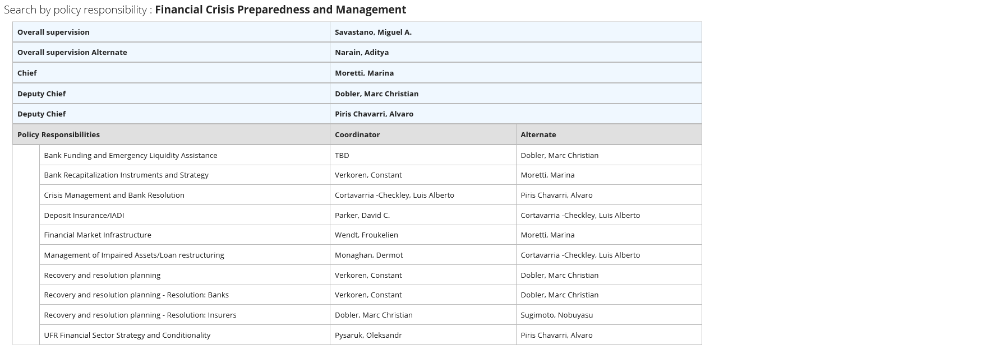 Search by policy responsibility : Financial Crisis Preparedness and Management
Overall supervision Savastano, Miguel A.
Overall supervision Alternate Narain, Aditya
Chief Moretti, Marina
Deputy Chief Dobler, Marc Christian
Deputy Chief Piris Chavarri, Alvaro
Policy Responsibilities Coordinator Alternate
Bank Funding and Emergency Liquidity Assistance TBD Dobler, Marc Christian
Bank Recapitalization Instruments and Strategy Verkoren, Constant Moretti, Marina
Crisis Management and Bank Resolution Cortavarria -Checkley, Luis Alberto Piris Chavarri, Alvaro
Deposit Insurance/IADI Parker, David C. Cortavarria -Checkley, Luis Alberto
Financial Market Infrastructure Wendt, Froukelien Moretti, Marina
Management of Impaired Assets/Loan restructuring Monaghan, Dermot Cortavarria -Checkley, Luis Alberto
Recovery and resolution planning Verkoren, Constant Dobler, Marc Christian
Recovery and resolution planning - Resolution: Banks Verkoren, Constant Dobler, Marc Christian
Recovery and resolution planning - Resolution: Insurers Dobler, Marc Christian Sugimoto, Nobuyasu
UFR Financial Sector Strategy and Conditionality Pysaruk, Oleksandr Piris Chavarri, Alvaro